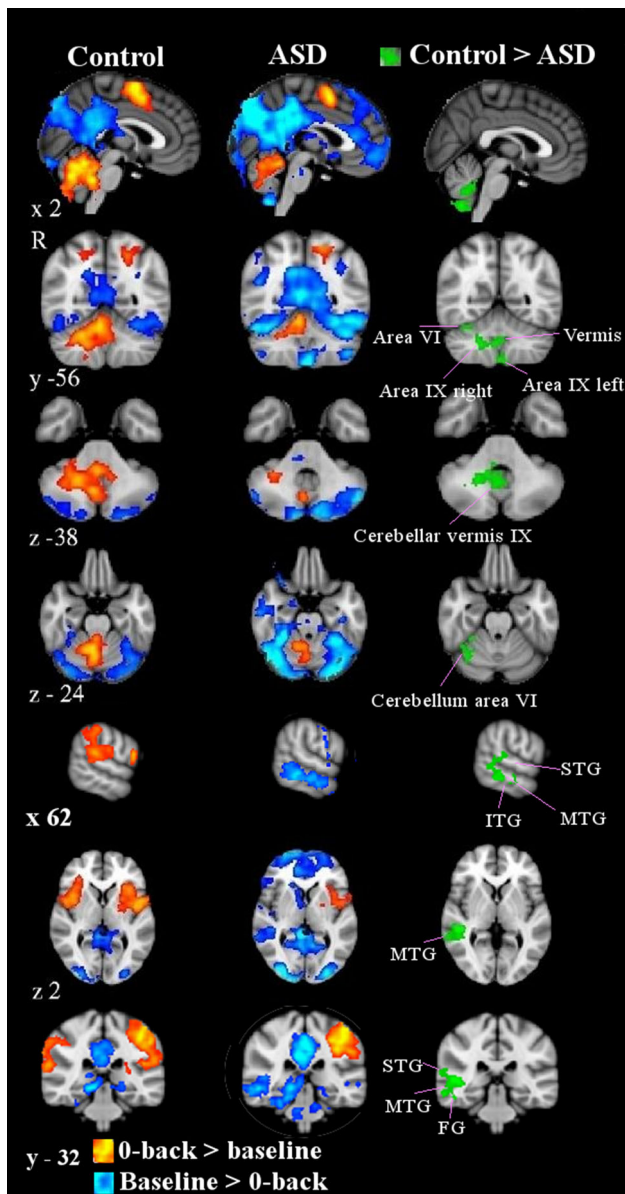 Control ASD Control > ASD
x 2
R
Area VI Vermis
y -56 Area IX right Area IX left
z -38 Cerebellar vermis IX
z - 24 Cerebellum area VI
STG
x 62 ITG MTG
MTG
z 2
STG
MTG
FG
y - 32 0-back > baseline
Baseline > 0-back